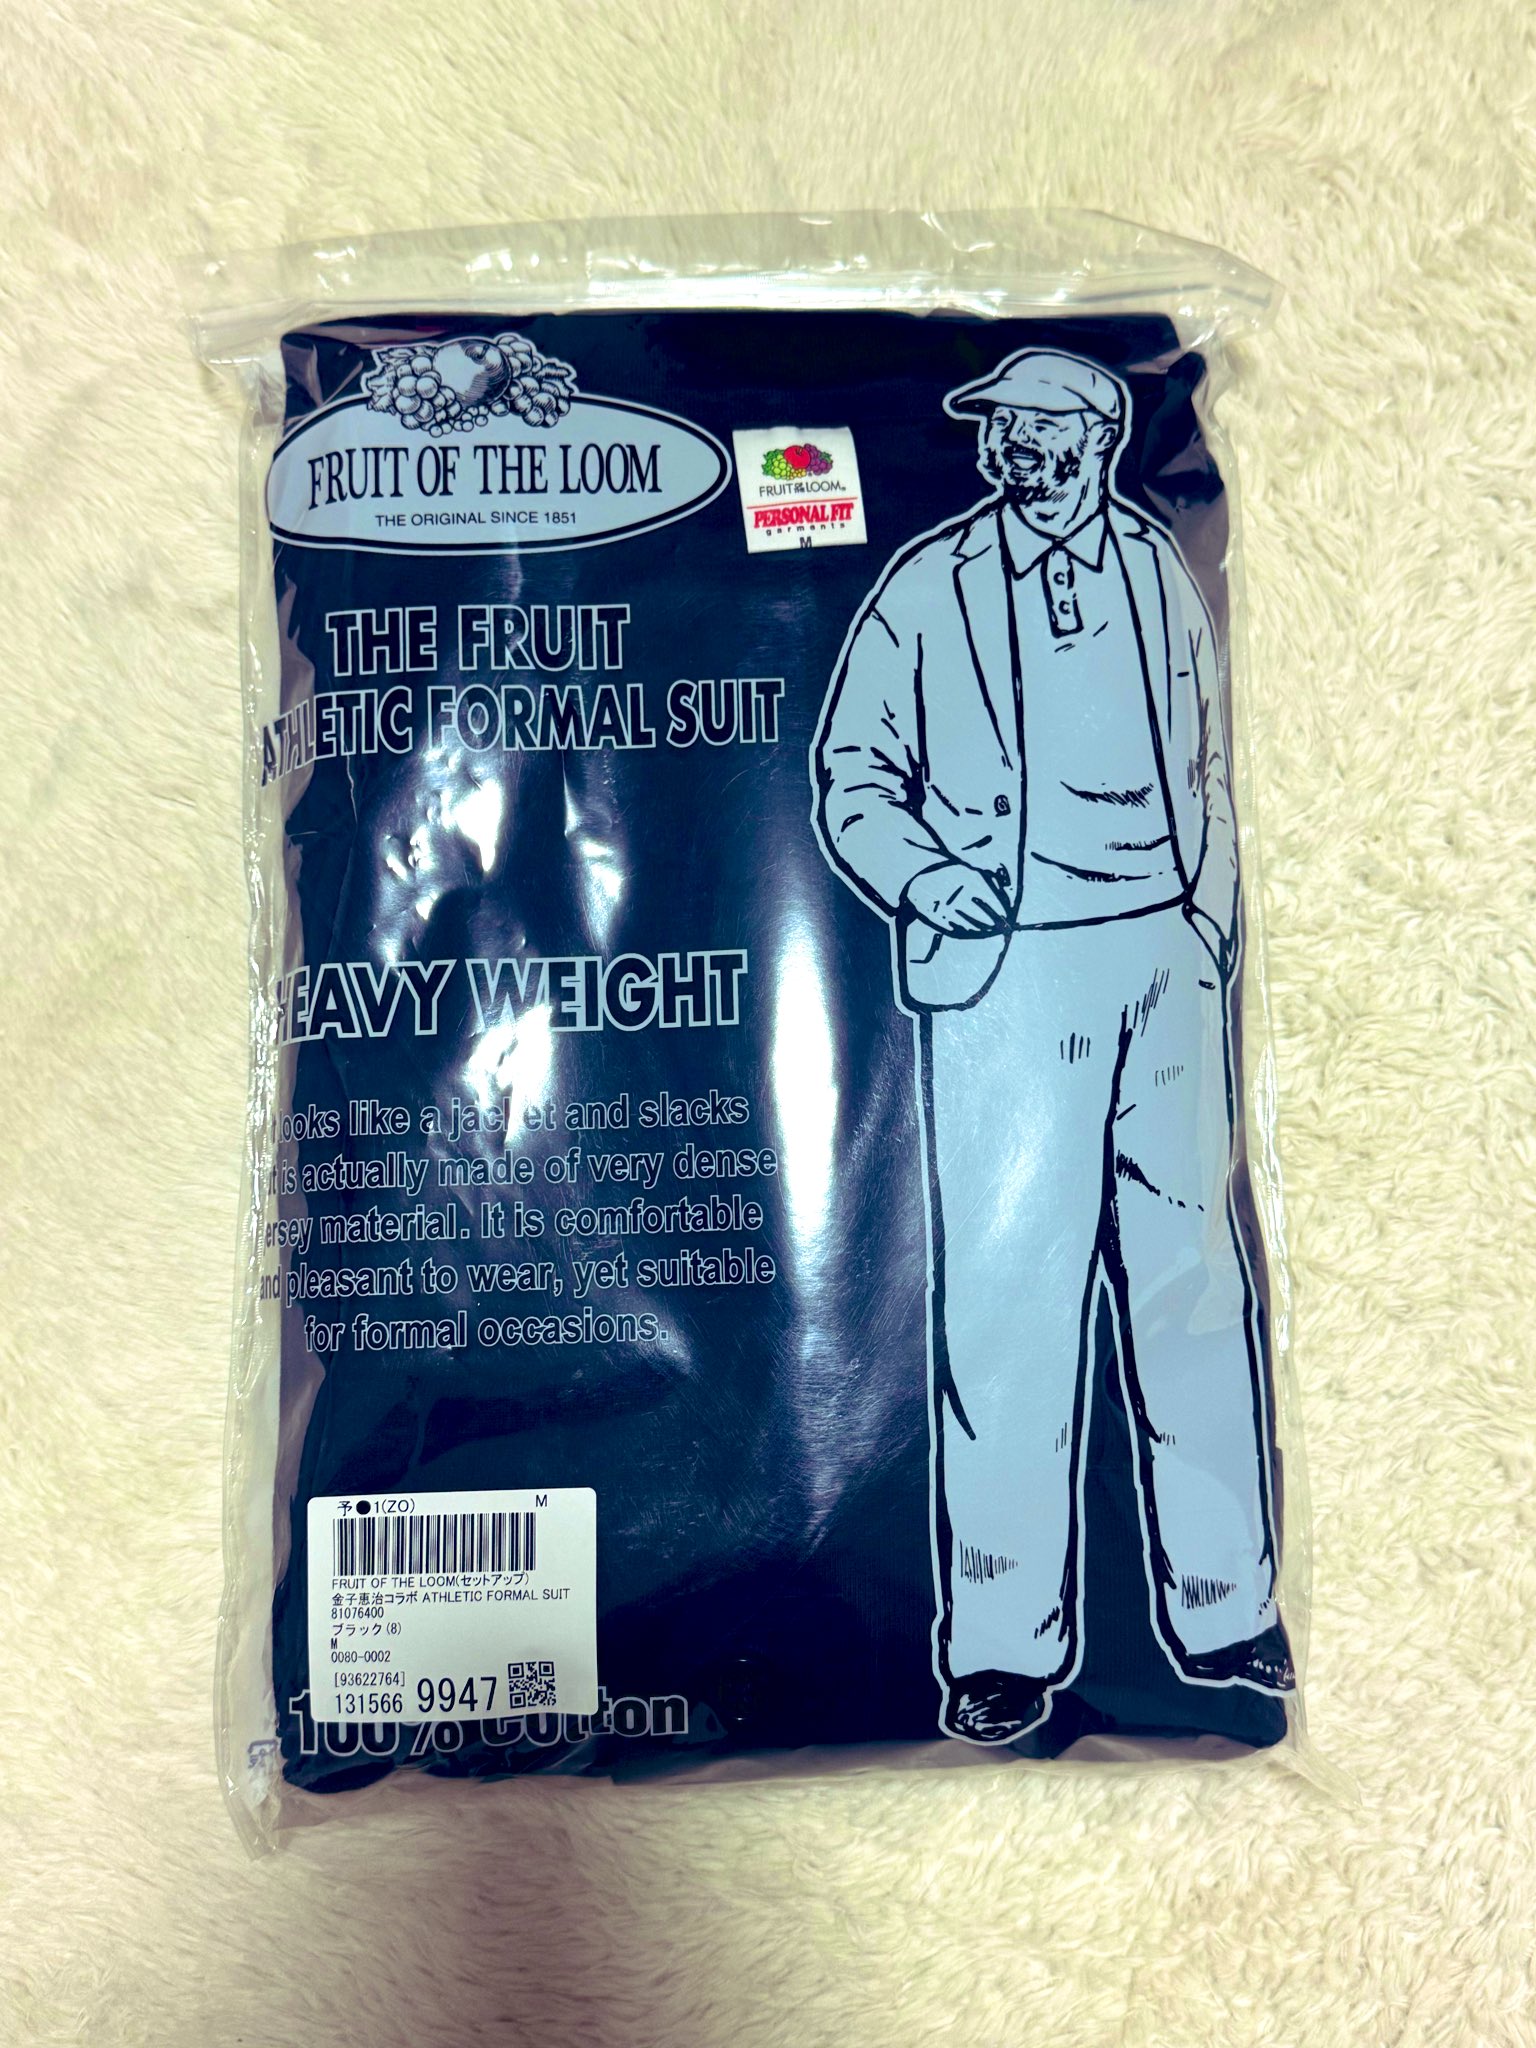 FRUIT OF THE LOOM
THE ORIGINAL SINCE 1851
FRUIT OF THE LOOM®
PERSONAL FIT
garments
M
THE FRUIT
ATHLETIC FORMAL SUIT
HEAVY WEIGHT
looks like a jacket and slacks
it is actually made of very dense
jersey material. It is comfortable
and pleasant to wear, yet suitable
for formal occasions.
予●1(ZO) M
FRUIT OF THE LOOM(セットアップ)
金子恵治コラボ ATHLETIC FORMAL SUIT
81076400
ブラック(8)
M
0080-0002
[93622764]
131566 9947
100% Cotton